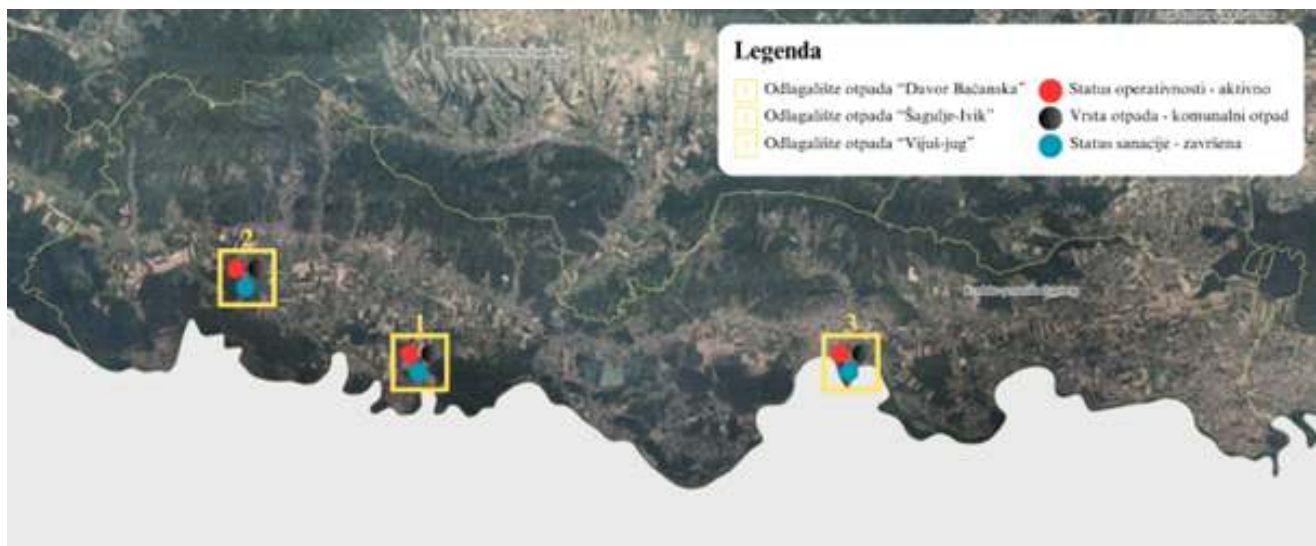 Legenda
Odlagalište otpada “Davor Bačanska”
Odlagalište otpada “Šagulje-Ivik”
Odlagalište otpada “Vijuš-jug”
Status operativnosti - aktivno
Vrsta otpada - komunalni otpad
Status sanacije - završena
2
1
3